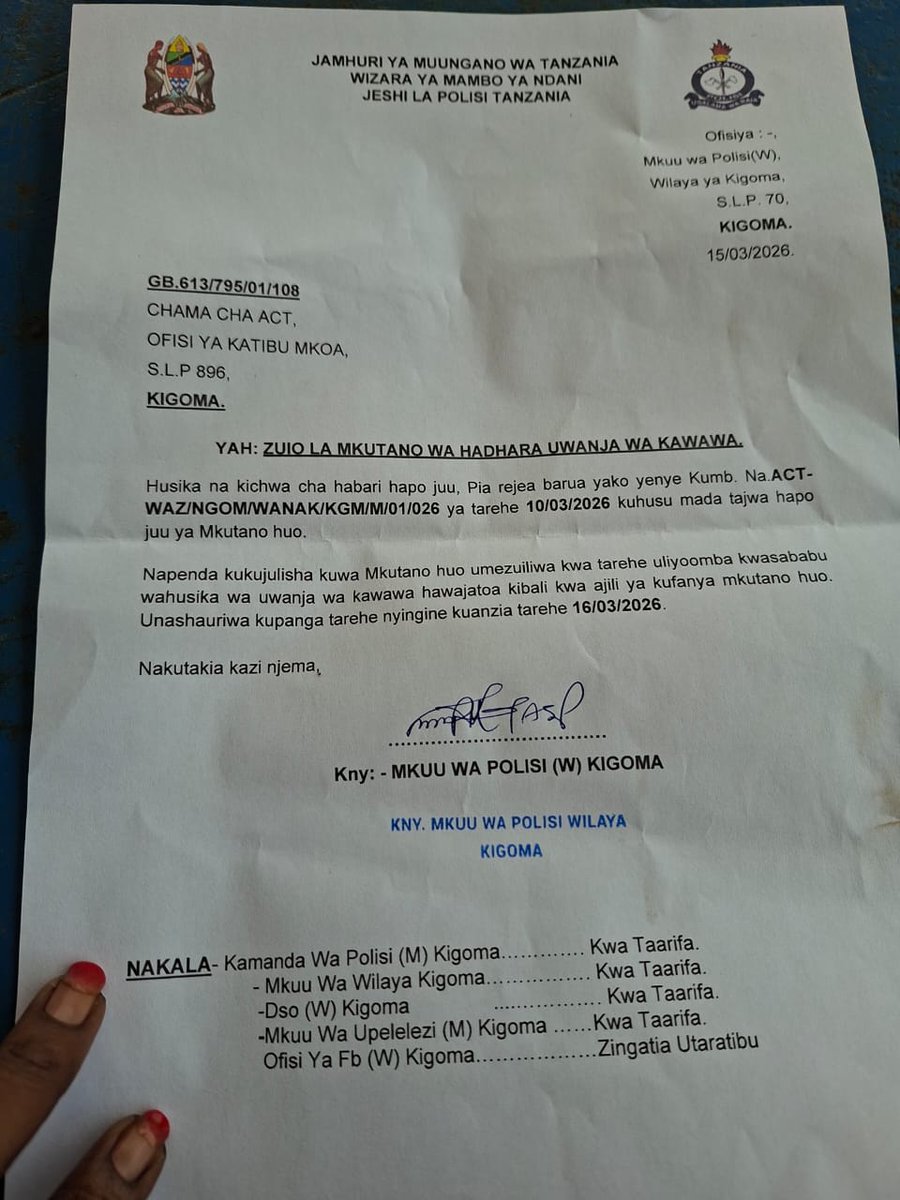 JAMHURI YA MUUNGANO WA TANZANIA
WIZARA YA MAMBO YA NDANI
JESHI LA POLISI TANZANIA
TANZANIA
Ofisiya : -,
Mkuu wa Polisi(W),
Wilaya ya Kigoma,
S.L.P. 70,
KIGOMA.
15/03/2026.
GB.613/795/01/108
CHAMA CHA ACT,
OFISI YA KATIBU MKOA,
S.L.P 896,
KIGOMA.
YAH: ZUIO LA MKUTANO WA HADHARA UWANJA WA KAWAWA.
Husika na kichwa cha habari hapo juu, Pia rejea barua yako yenye Kumb. Na.ACT-
WAZ/NGOM/WANAK/KGM/M/01/026 ya tarehe 10/03/2026 kuhusu mada tajwa hapo
juu ya Mkutano huo.
Napenda kukujulisha kuwa Mkutano huo umezuiliwa kwa tarehe uliyoomba kwasababu
wahusika wa uwanja wa kawawa hawajatoa kibali kwa ajili ya kufanya mkutano huo.
Unashauriwa kupanga tarehe nyingine kuanzia tarehe 16/03/2026.
Nakutakia kazi njema,
ASP
Kny: - MKUU WA POLISI (W) KIGOMA
KNY. MKUU WA POLISI WILAYA
KIGOMA
NAKALA- Kamanda Wa Polisi (M) Kigoma............. Kwa Taarifa.
- Mkuu Wa Wilaya Kigoma................ Kwa Taarifa.
-Dso (W) Kigoma ................. Kwa Taarifa.
-Mkuu Wa Upelelezi (M) Kigoma ......Kwa Taarifa.
Ofisi Ya Fb (W) Kigoma..................Zingatia Utaratibu